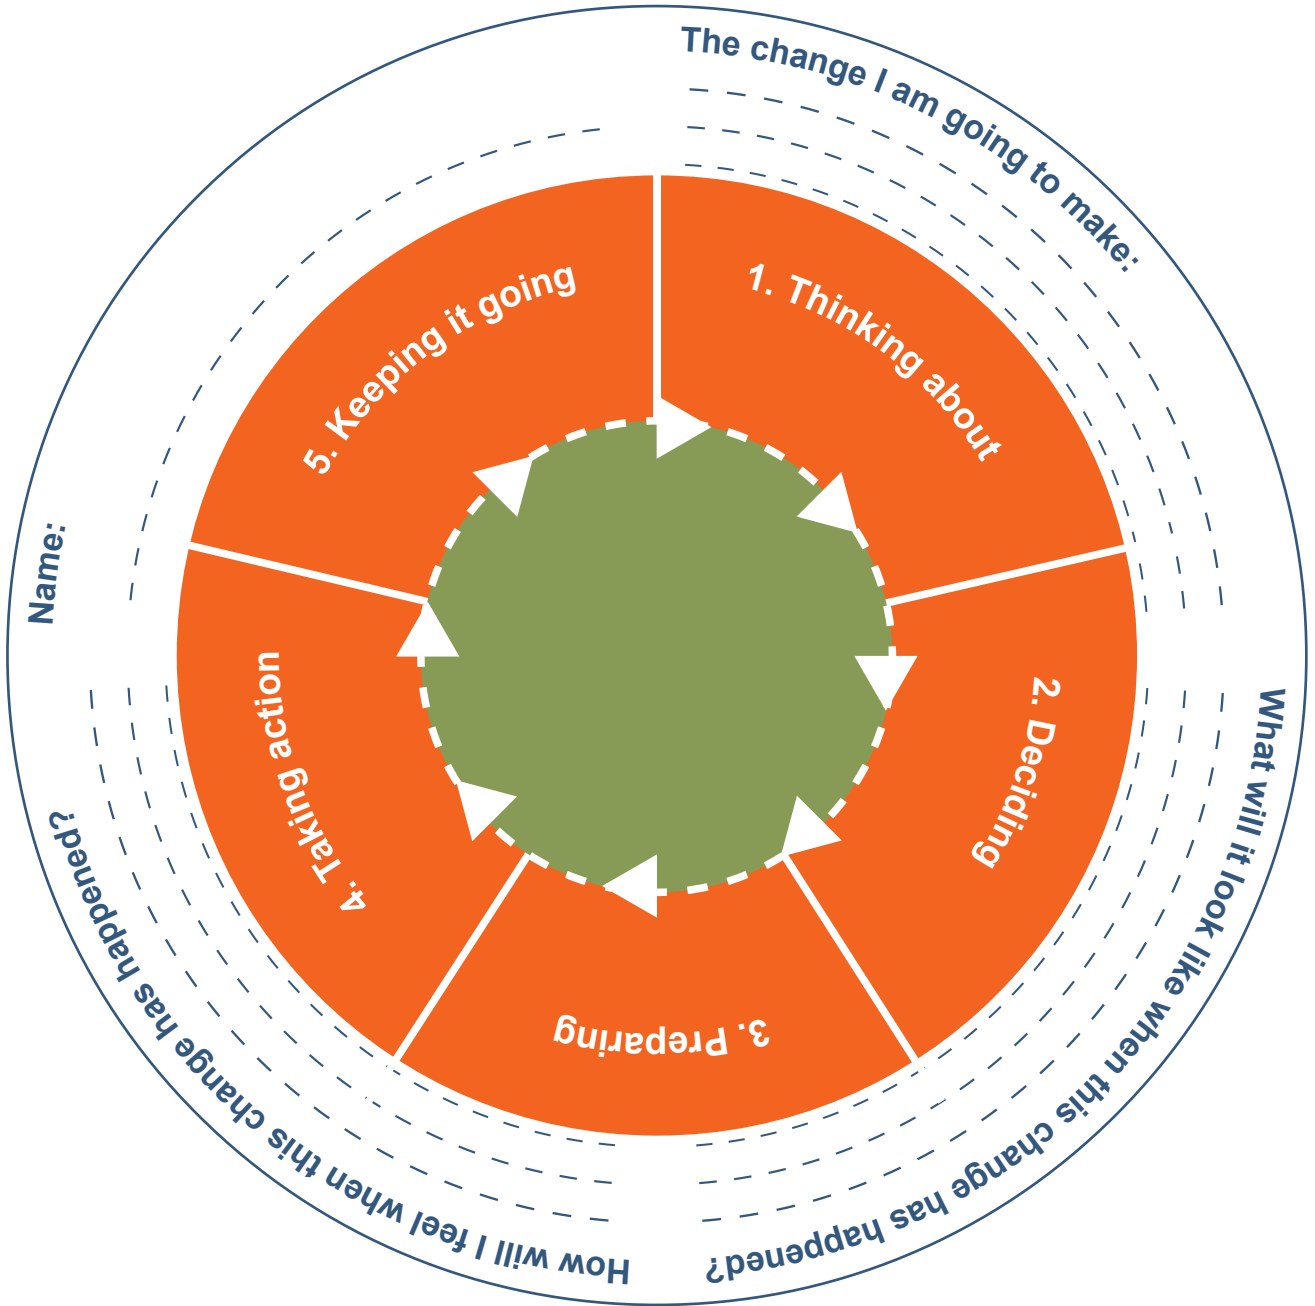 The change I am going to make:
What will it look like when this change has happened?
How will I feel when this change has happened?
Name:
1. Thinking about
2. Deciding
3. Preparing
4. Taking action
5. Keeping it going